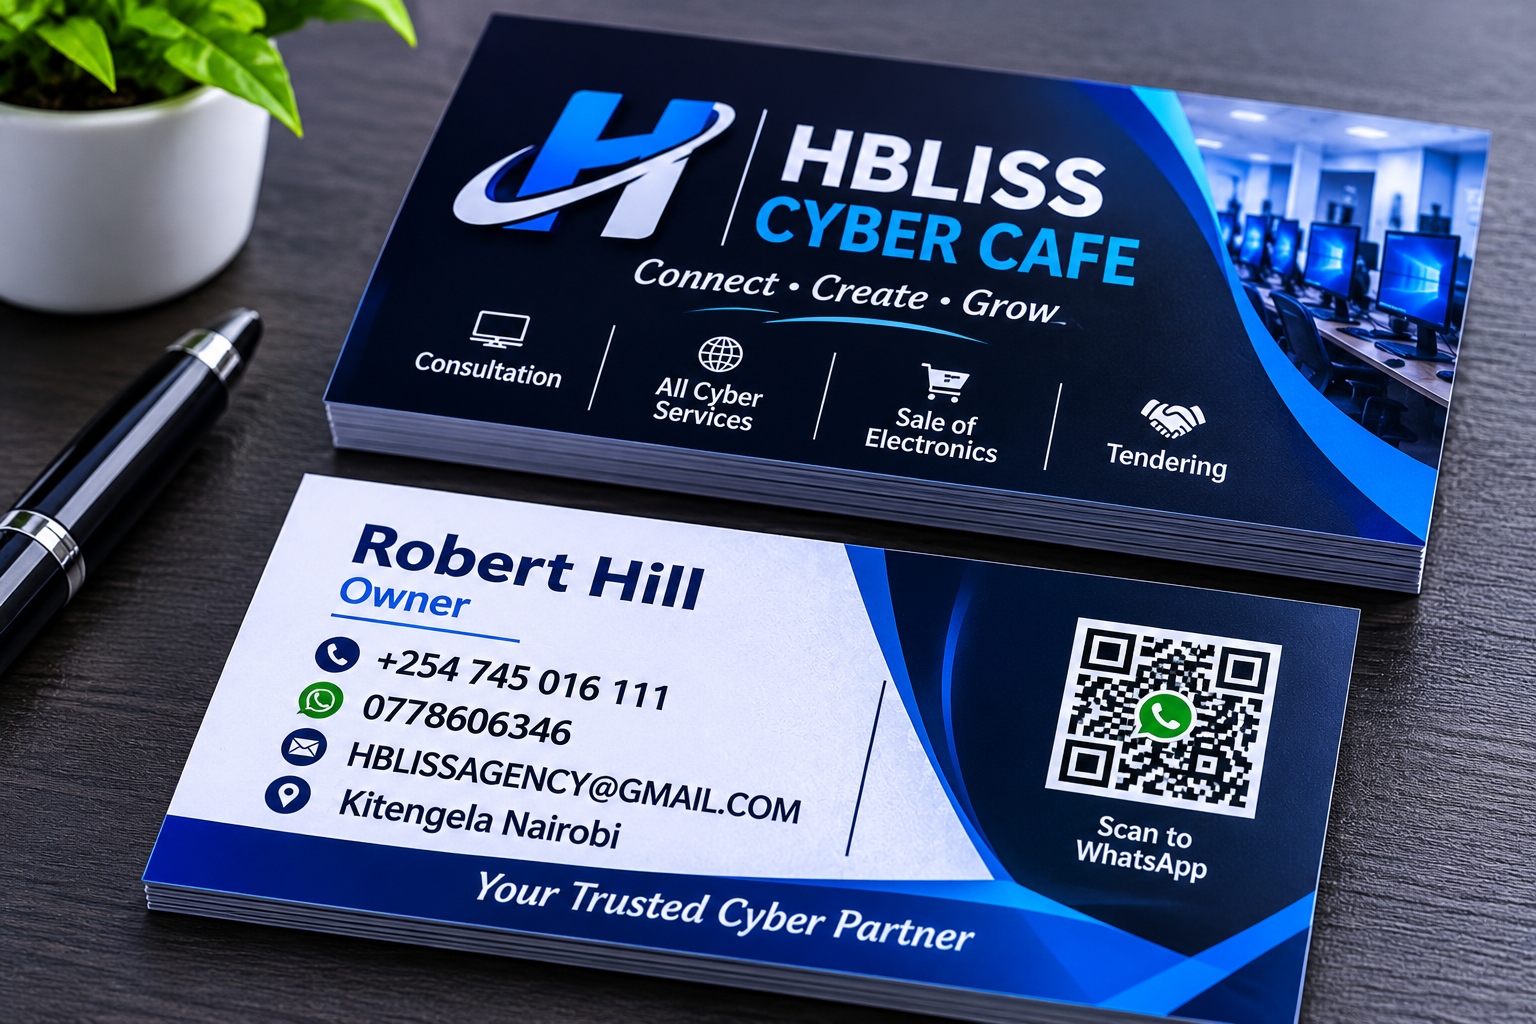 H
HBLISS
CYBER CAFE
Connect • Create • Grow
Consultation
All Cyber
Services
Sale of
Electronics
Tendering
Robert Hill
Owner
+254 745 016 111
0778606346
HBLISSAGENCY@GMAIL.COM
Kitengela Nairobi
Scan to
WhatsApp
Your Trusted Cyber Partner